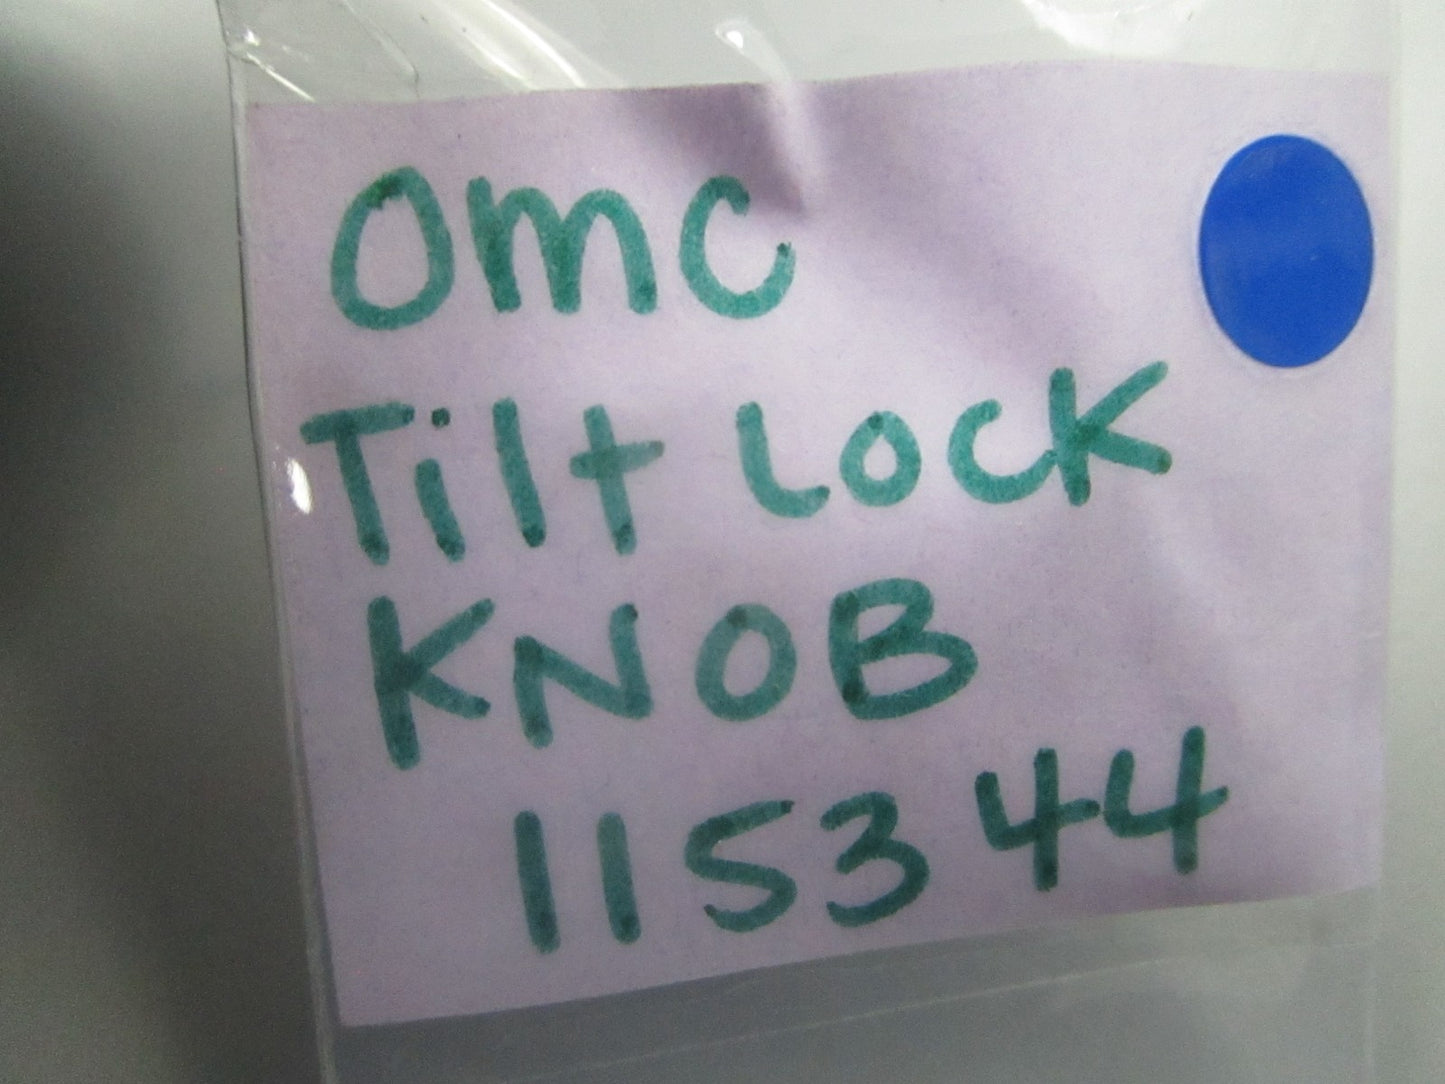 OMC
Tilt LOCK
KNOB
115344